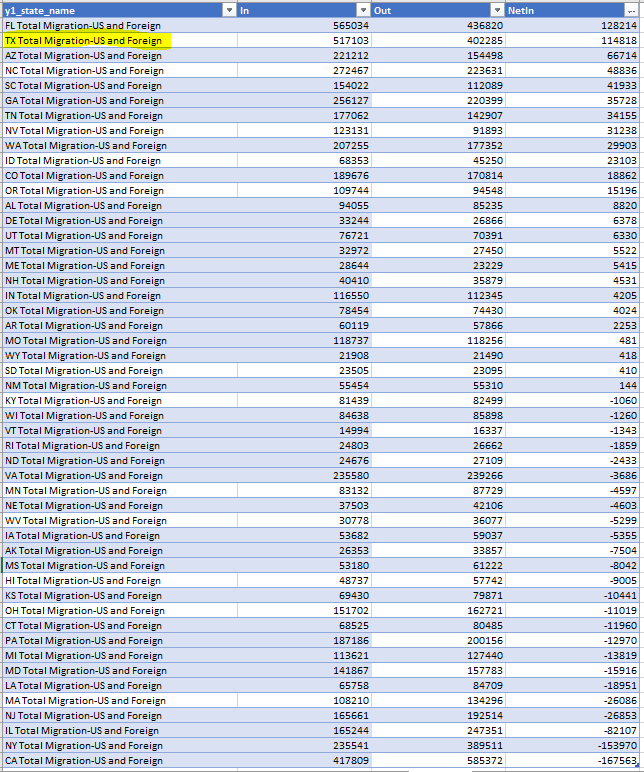 y1_state_name In Out NetIn
FL Total Migration-US and Foreign 565034 436820 128214
TX Total Migration-US and Foreign 517103 402285 114818
AZ Total Migration-US and Foreign 221212 154498 66714
NC Total Migration-US and Foreign 272467 223631 48836
SC Total Migration-US and Foreign 154022 112089 41933
GA Total Migration-US and Foreign 256127 220399 35728
TN Total Migration-US and Foreign 177062 142907 34155
NV Total Migration-US and Foreign 123131 91893 31238
WA Total Migration-US and Foreign 207255 177352 29903
ID Total Migration-US and Foreign 68353 45250 23103
CO Total Migration-US and Foreign 189676 170814 18862
OR Total Migration-US and Foreign 109744 94548 15196
AL Total Migration-US and Foreign 94055 85235 8820
DE Total Migration-US and Foreign 33244 26866 6378
UT Total Migration-US and Foreign 76721 70391 6330
MT Total Migration-US and Foreign 32972 27450 5522
ME Total Migration-US and Foreign 28644 23229 5415
NH Total Migration-US and Foreign 40410 35879 4531
IN Total Migration-US and Foreign 116550 112345 4205
OK Total Migration-US and Foreign 78454 74430 4024
AR Total Migration-US and Foreign 60119 57866 2253
MO Total Migration-US and Foreign 118737 118256 481
WY Total Migration-US and Foreign 21908 21490 418
SD Total Migration-US and Foreign 23505 23095 410
NM Total Migration-US and Foreign 55454 55310 144
KY Total Migration-US and Foreign 81439 82499 -1060
WI Total Migration-US and Foreign 84638 85898 -1260
VT Total Migration-US and Foreign 14994 16337 -1343
RI Total Migration-US and Foreign 24803 26662 -1859
ND Total Migration-US and Foreign 24676 27109 -2433
VA Total Migration-US and Foreign 235580 239266 -3686
MN Total Migration-US and Foreign 83132 87729 -4597
NE Total Migration-US and Foreign 37503 42106 -4603
WV Total Migration-US and Foreign 30778 36077 -5299
IA Total Migration-US and Foreign 53682 59037 -5355
AK Total Migration-US and Foreign 26353 33857 -7504
MS Total Migration-US and Foreign 53180 61222 -8042
HI Total Migration-US and Foreign 48737 57742 -9005
KS Total Migration-US and Foreign 69430 79871 -10441
OH Total Migration-US and Foreign 151702 162721 -11019
CT Total Migration-US and Foreign 68525 80485 -11960
PA Total Migration-US and Foreign 187186 200156 -12970
MI Total Migration-US and Foreign 113621 127440 -13819
MD Total Migration-US and Foreign 141867 157783 -15916
LA Total Migration-US and Foreign 65758 84709 -18951
MA Total Migration-US and Foreign 108210 134296 -26086
NJ Total Migration-US and Foreign 165661 192514 -26853
IL Total Migration-US and Foreign 165244 247351 -82107
NY Total Migration-US and Foreign 235541 389511 -153970
CA Total Migration-US and Foreign 417809 585372 -167563